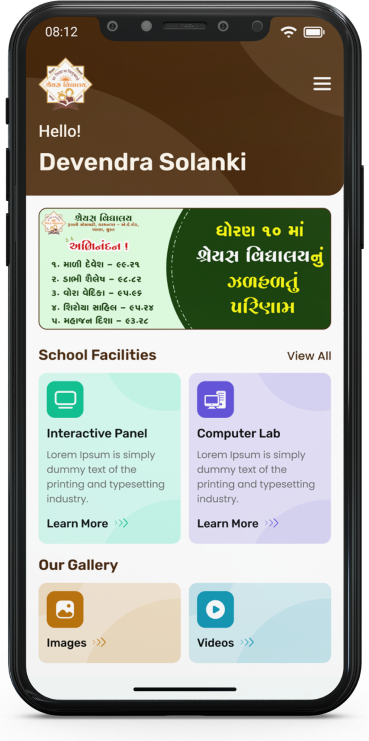 08:12
શ્રેયસ વિદ્યાલય
Hello!
Devendra Solanki
શ્રેયસ વિદ્યાલય
અભિનંદન !
૧. માળી દેવેશ - ૯૯.૨૧
૨. ડાભી શૈલેષ - ૯૮.૮૨
૩. વોરા વેદિકા - ૯૫.૯૬
૪. શિરોયા સાહિલ - ૯૫.૨૪
૫. મહાજન દિશા - ૯૩.૨૮
ધોરણ ૧૦ માં
શ્રેયસ વિદ્યાલયનું
ઝળહળતું
પરિણામ
School Facilities
View All
Interactive Panel
Lorem Ipsum is simply
dummy text of the
printing and typesetting
industry.
Learn More
Computer Lab
Lorem Ipsum is simply
dummy text of the
printing and typesetting
industry.
Learn More
Our Gallery
Images
Videos